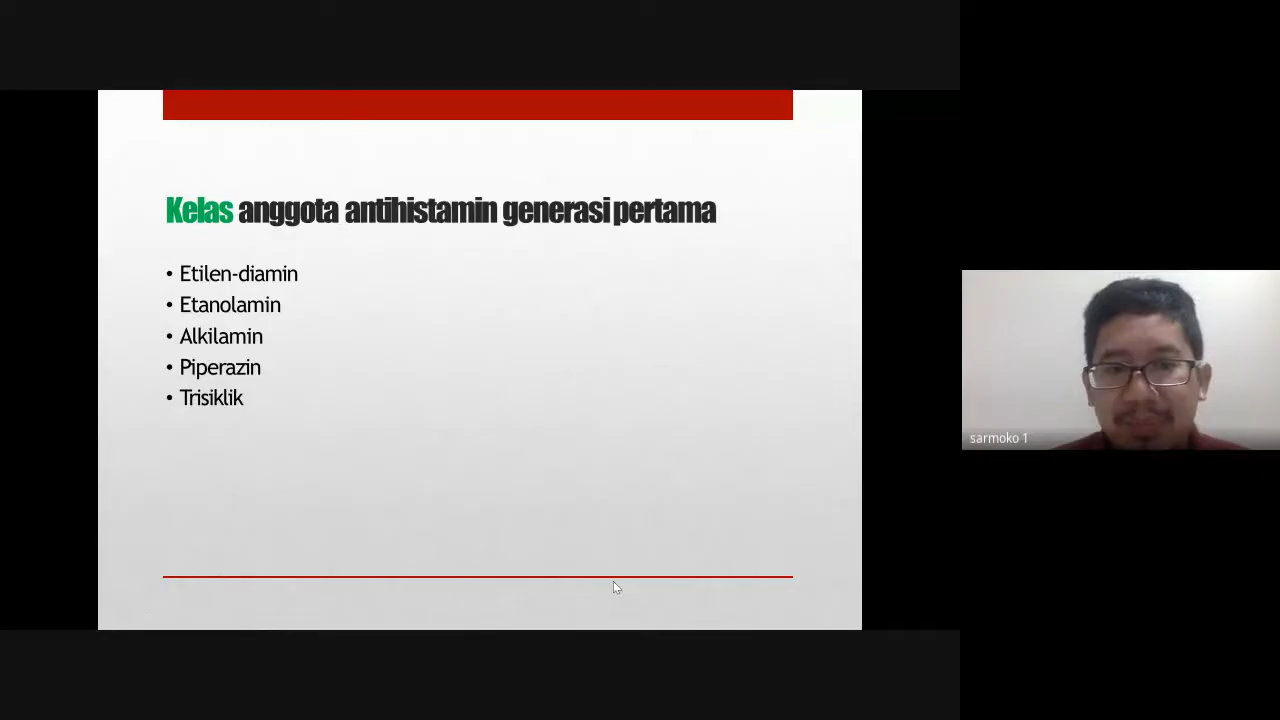 Kelas anggota antihistamin generasi pertama
• Etilen-diamin
• Etanolamin
• Alkilamin
• Piperazin
• Trisiklik
sarmoko 1